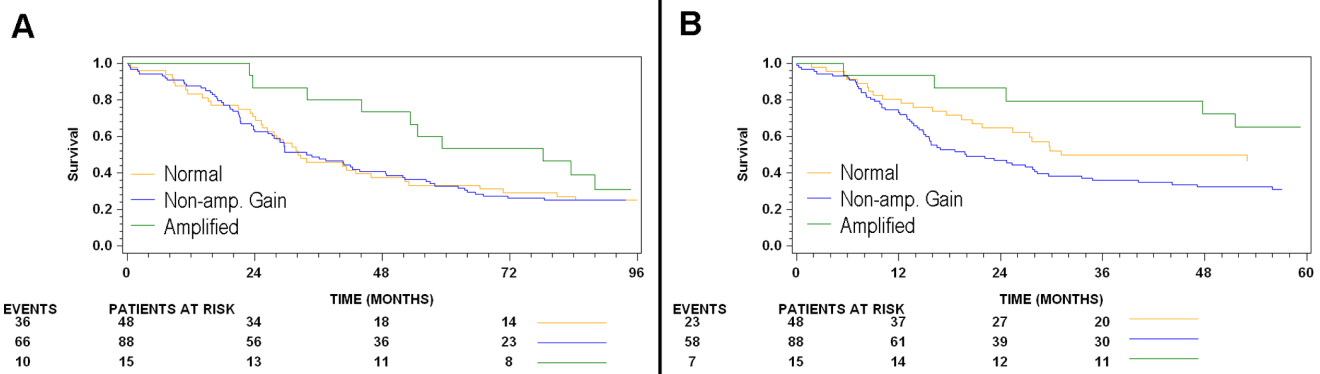 A
1.0
0.8
0.6
0.4
0.2
0.0
Survival
Normal
Non-amp. Gain
Amplified
0 24 48 72 96
TIME (MONTHS)
EVENTS PATIENTS AT RISK
36 48 34 18 14
66 88 56 36 23
10 15 13 11 8
B
1.0
0.8
0.6
0.4
0.2
0.0
Survival
Normal
Non-amp. Gain
Amplified
0 12 24 36 48 60
TIME (MONTHS)
EVENTS PATIENTS AT RISK
23 48 37 27 20
58 88 61 39 30
7 15 14 12 11